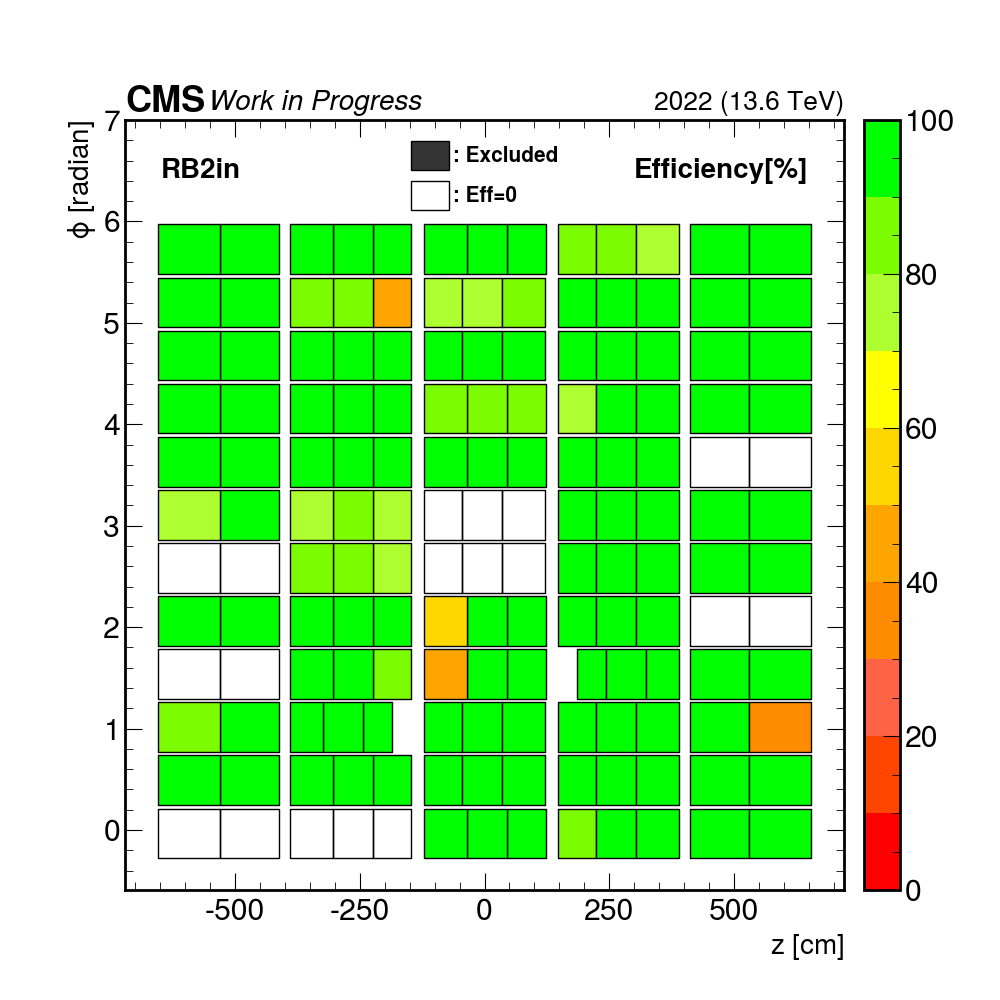 CMS Work in Progress 2022 (13.6 TeV)
RB2in
: Excluded
: Eff=0
Efficiency[%]
ϕ [radian]
7
6
5
4
3
2
1
0
-500 -250 0 250 500
z [cm]
100
80
60
40
20
0